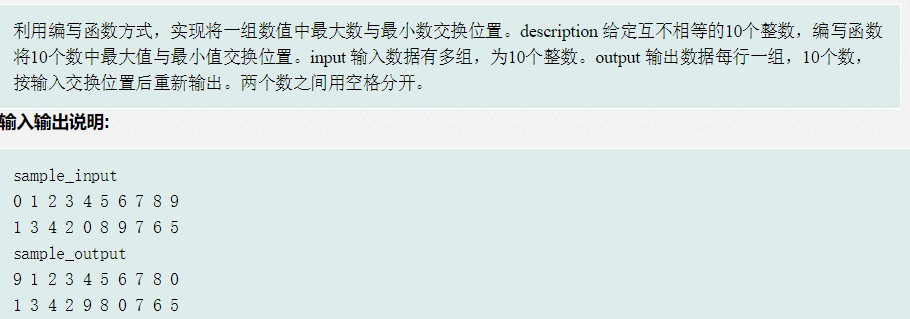 利用编写函数方式，实现将一组数值中最大数与最小数交换位置。description 给定互不相等的10个整数，编写函数
将10个数中最大值与最小值交换位置。input 输入数据有多组，为10个整数。output 输出数据每行一组，10个数，
按输入交换位置后重新输出。两个数之间用空格分开。
输入输出说明:
sample_input
0 1 2 3 4 5 6 7 8 9
1 3 4 2 0 8 9 7 6 5
sample_output
9 1 2 3 4 5 6 7 8 0
1 3 4 2 9 8 0 7 6 5